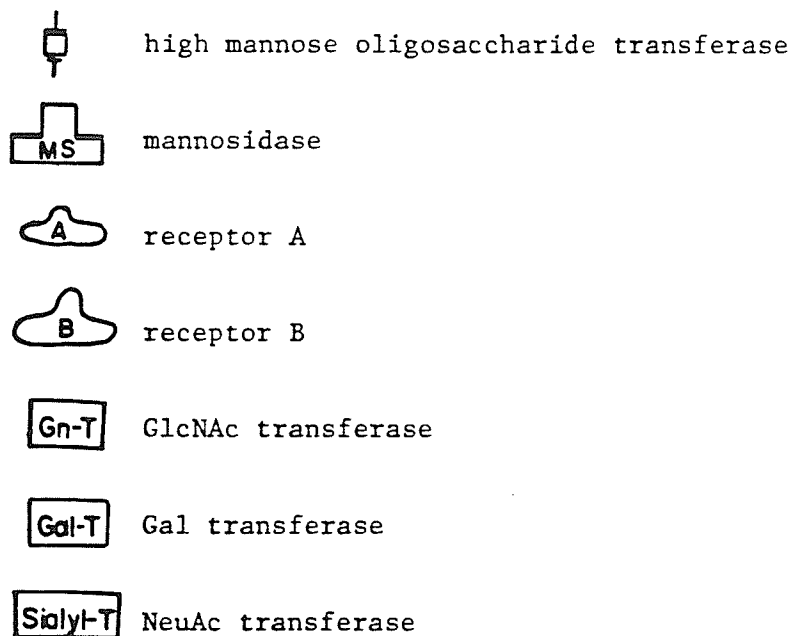 T high mannose oligosaccharide transferase
MS mannosidase
A receptor A
B receptor B
Gn-T GlcNAc transferase
Gal-T Gal transferase
Sialyl-T NeuAc transferase